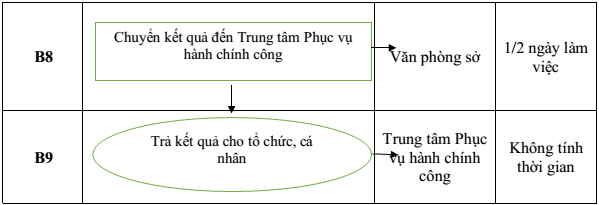 B8
Chuyển kết quả đến Trung tâm Phục vụ
hành chính công
Văn phòng sở
1/2 ngày làm
việc
B9
Trả kết quả cho tổ chức, cá
nhân
Trung tâm Phục
vụ hành chính
công
Không tính
thời gian